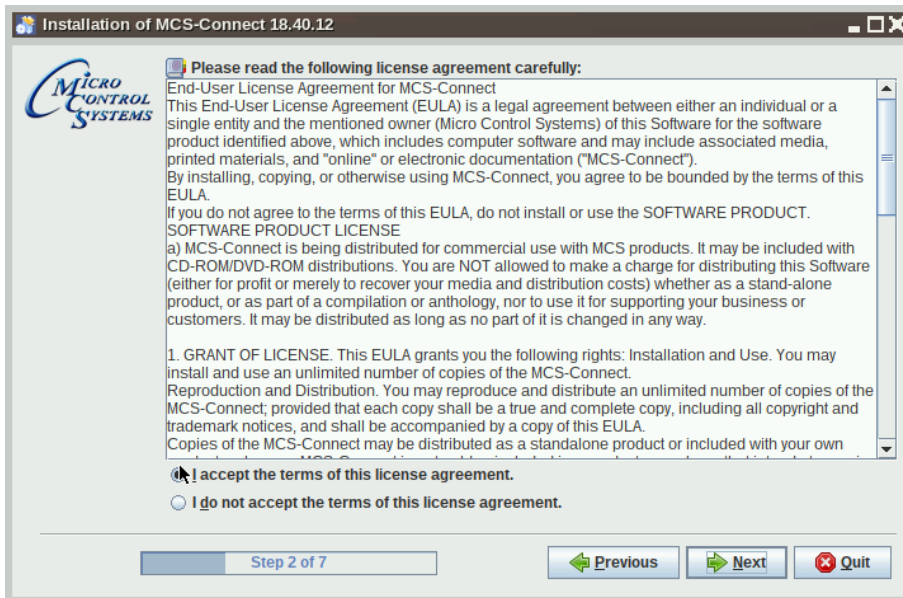 Installation of MCS-Connect 18.40.12
MICRO
CONTROL
SYSTEMS
Please read the following license agreement carefully:
End-User License Agreement for MCS-Connect
This End-User License Agreement (EULA) is a legal agreement between either an individual or a
single entity and the mentioned owner (Micro Control Systems) of this Software for the software
product identified above, which includes computer software and may include associated media,
printed materials, and "online" or electronic documentation ("MCS-Connect").
By installing, copying, or otherwise using MCS-Connect, you agree to be bounded by the terms of this
EULA.
If you do not agree to the terms of this EULA, do not install or use the SOFTWARE PRODUCT.
SOFTWARE PRODUCT LICENSE
a) MCS-Connect is being distributed for commercial use with MCS products. It may be included with
CD-ROM/DVD-ROM distributions. You are NOT allowed to make a charge for distributing this Software
(either for profit or merely to recover your media and distribution costs) whether as a stand-alone
product, or as part of a compilation or anthology, nor to use it for supporting your business or
customers. It may be distributed as long as no part of it is changed in any way.
1. GRANT OF LICENSE. This EULA grants you the following rights: Installation and Use. You may
install and use an unlimited number of copies of the MCS-Connect.
Reproduction and Distribution. You may reproduce and distribute an unlimited number of copies of the
MCS-Connect; provided that each copy shall be a true and complete copy, including all copyright and
trademark notices, and shall be accompanied by a copy of this EULA.
Copies of the MCS-Connect may be distributed as a standalone product or included with your own
I accept the terms of this license agreement.
I do not accept the terms of this license agreement.
Step 2 of 7
Previous
Next
Quit